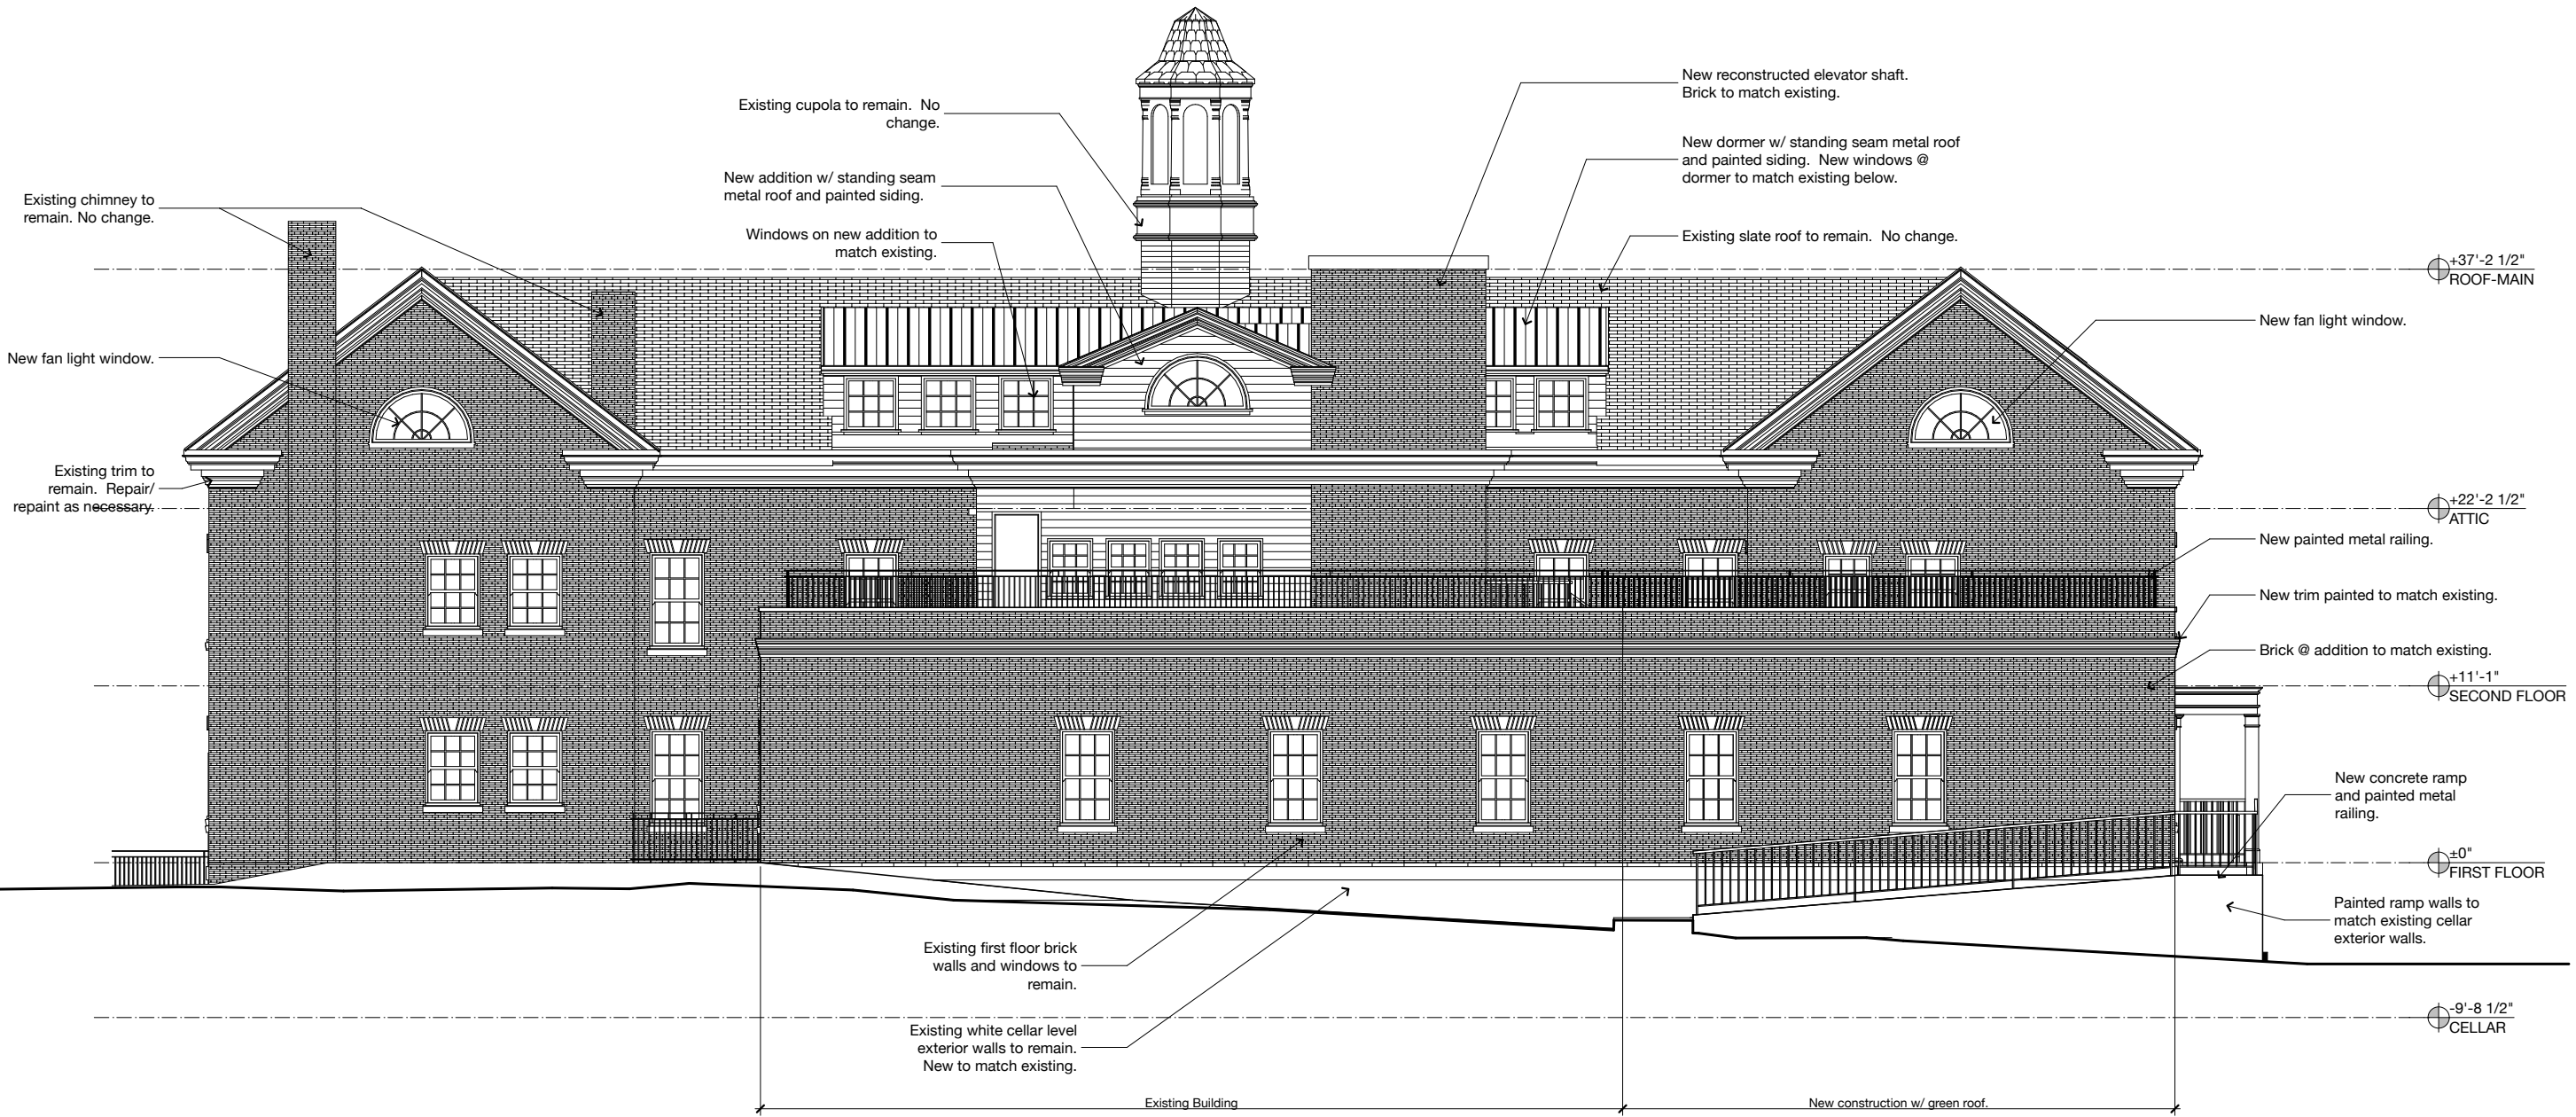 Existing cupola to remain.  No
change.
New addition w/ standing seam
metal roof and painted siding.
Windows on new addition to
match existing.
Existing chimney to
remain. No change.
New fan light window.
Existing trim to
remain.  Repair/
repaint as necessary.
New reconstructed elevator shaft.
Brick to match existing.
New dormer w/ standing seam metal roof
and painted siding.  New windows @
dormer to match existing below.
Existing slate roof to remain.  No change.
+37'-2 1/2"
ROOF-MAIN
New fan light window.
+22'-2 1/2"
ATTIC
New painted metal railing.
New trim painted to match existing.
Brick @ addition to match existing.
+11'-1"
SECOND FLOOR
New concrete ramp
and painted metal
railing.
±0"
FIRST FLOOR
Painted ramp walls to
match existing cellar
exterior walls.
Existing first floor brick
walls and windows to
remain.
Existing white cellar level
exterior walls to remain.
New to match existing.
-9'-8 1/2"
CELLAR
Existing Building
New construction w/ green roof.